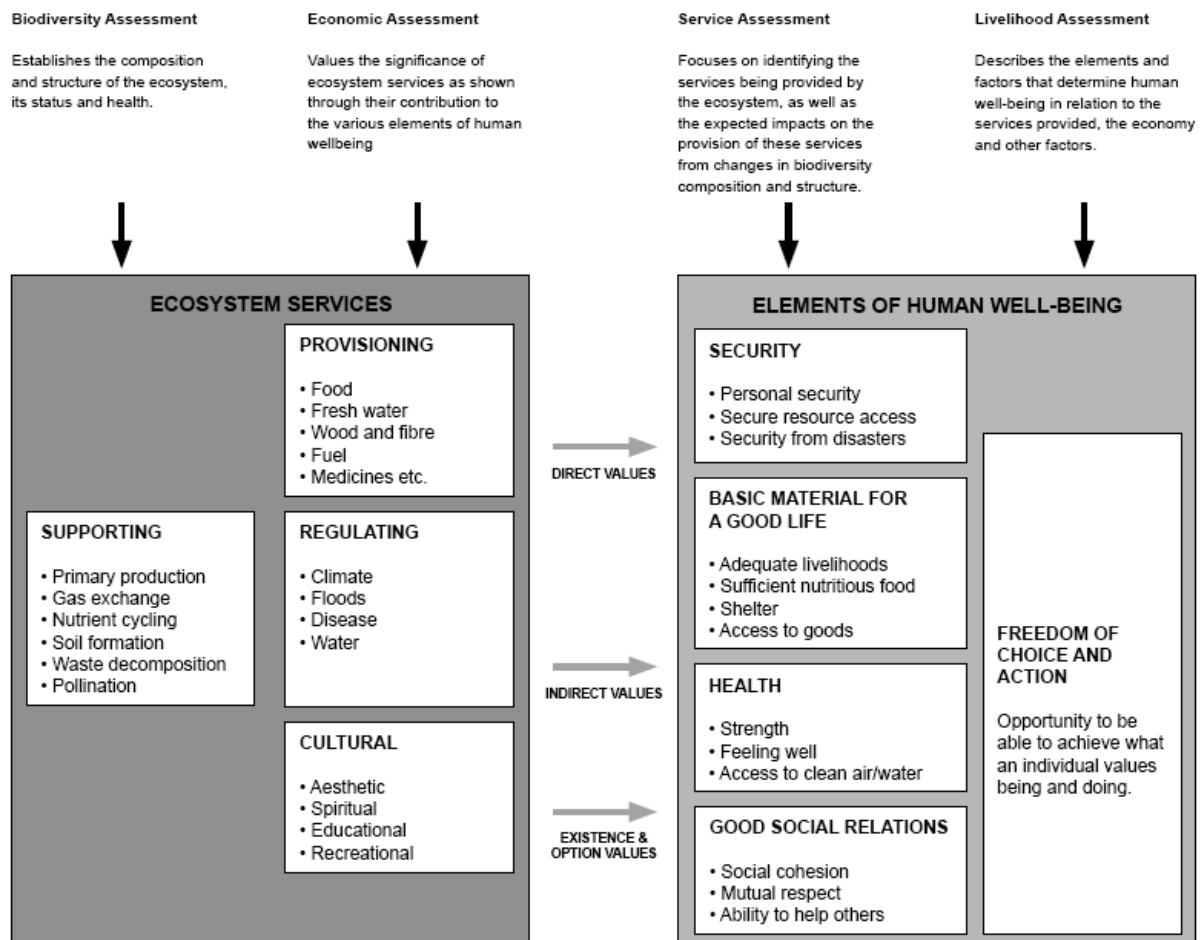 Biodiversity Assessment
Establishes the composition
and structure of the ecosystem,
its status and health.
Economic Assessment
Values the significance of
ecosystem services as shown
through their contribution to
the various elements of human
wellbeing
Service Assessment
Focuses on identifying the
services being provided by
the ecosystem, as well as
the expected impacts on the
provision of these services
from changes in biodiversity
composition and structure.
Livelihood Assessment
Describes the elements and
factors that determine human
well-being in relation to the
services provided, the economy
and other factors.
ECOSYSTEM SERVICES
SUPPORTING
• Primary production
• Gas exchange
• Nutrient cycling
• Soil formation
• Waste decomposition
• Pollination
PROVISIONING
• Food
• Fresh water
• Wood and fibre
• Fuel
• Medicines etc.
REGULATING
• Climate
• Floods
• Disease
• Water
CULTURAL
• Aesthetic
• Spiritual
• Educational
• Recreational
DIRECT VALUES
INDIRECT VALUES
EXISTENCE &
OPTION VALUES
ELEMENTS OF HUMAN WELL-BEING
SECURITY
• Personal security
• Secure resource access
• Security from disasters
BASIC MATERIAL FOR
A GOOD LIFE
• Adequate livelihoods
• Sufficient nutritious food
• Shelter
• Access to goods
HEALTH
• Strength
• Feeling well
• Access to clean air/water
GOOD SOCIAL RELATIONS
• Social cohesion
• Mutual respect
• Ability to help others
FREEDOM OF
CHOICE AND
ACTION
Opportunity to be
able to achieve what
an individual values
being and doing.